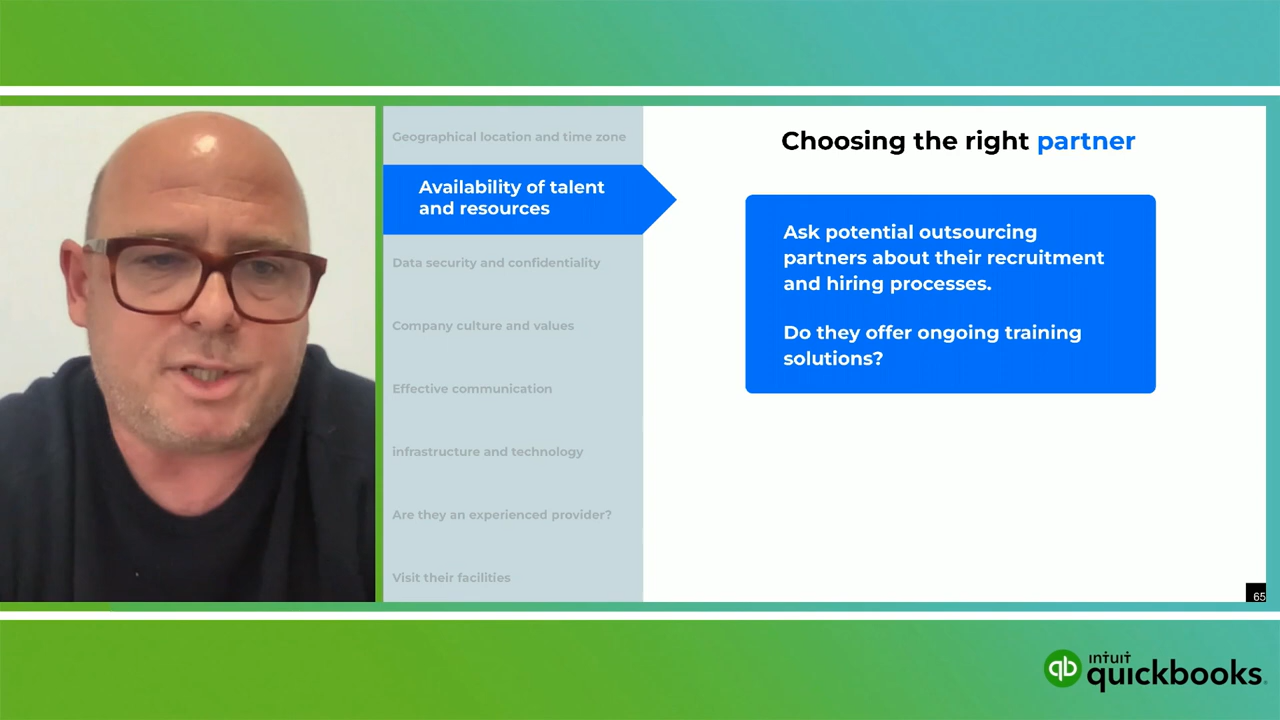 Geographical location and time zone
Availability of talent
and resources
Data security and confidentiality
Company culture and values
Effective communication
infrastructure and technology
Are they an experienced provider?
Visit their facilities
Choosing the right partner
Ask potential outsourcing
partners about their recruitment
and hiring processes.
Do they offer ongoing training
solutions?
65
qb
intuit
quickbooks.